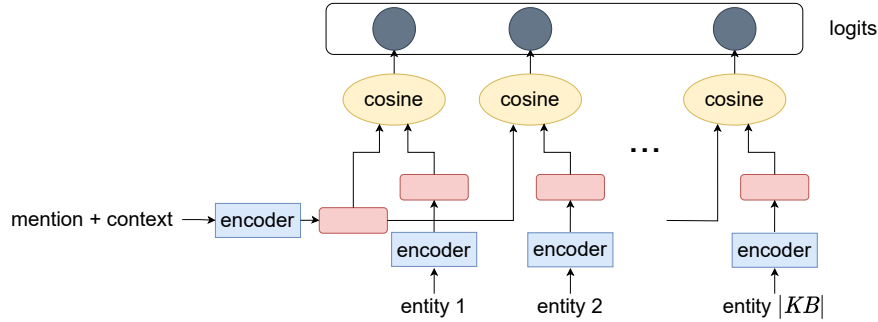 logits
cosine
cosine
cosine
...
mention + context
encoder
encoder
encoder
encoder
entity 1
entity 2
entity |KB|